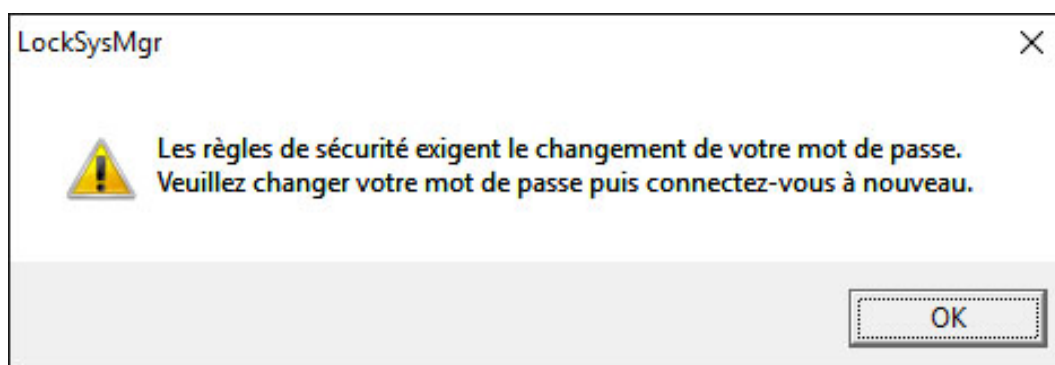 LockSysMgr
Les règles de sécurité exigent le changement de votre mot de passe.
Veuillez changer votre mot de passe puis connectez-vous à nouveau.
OK